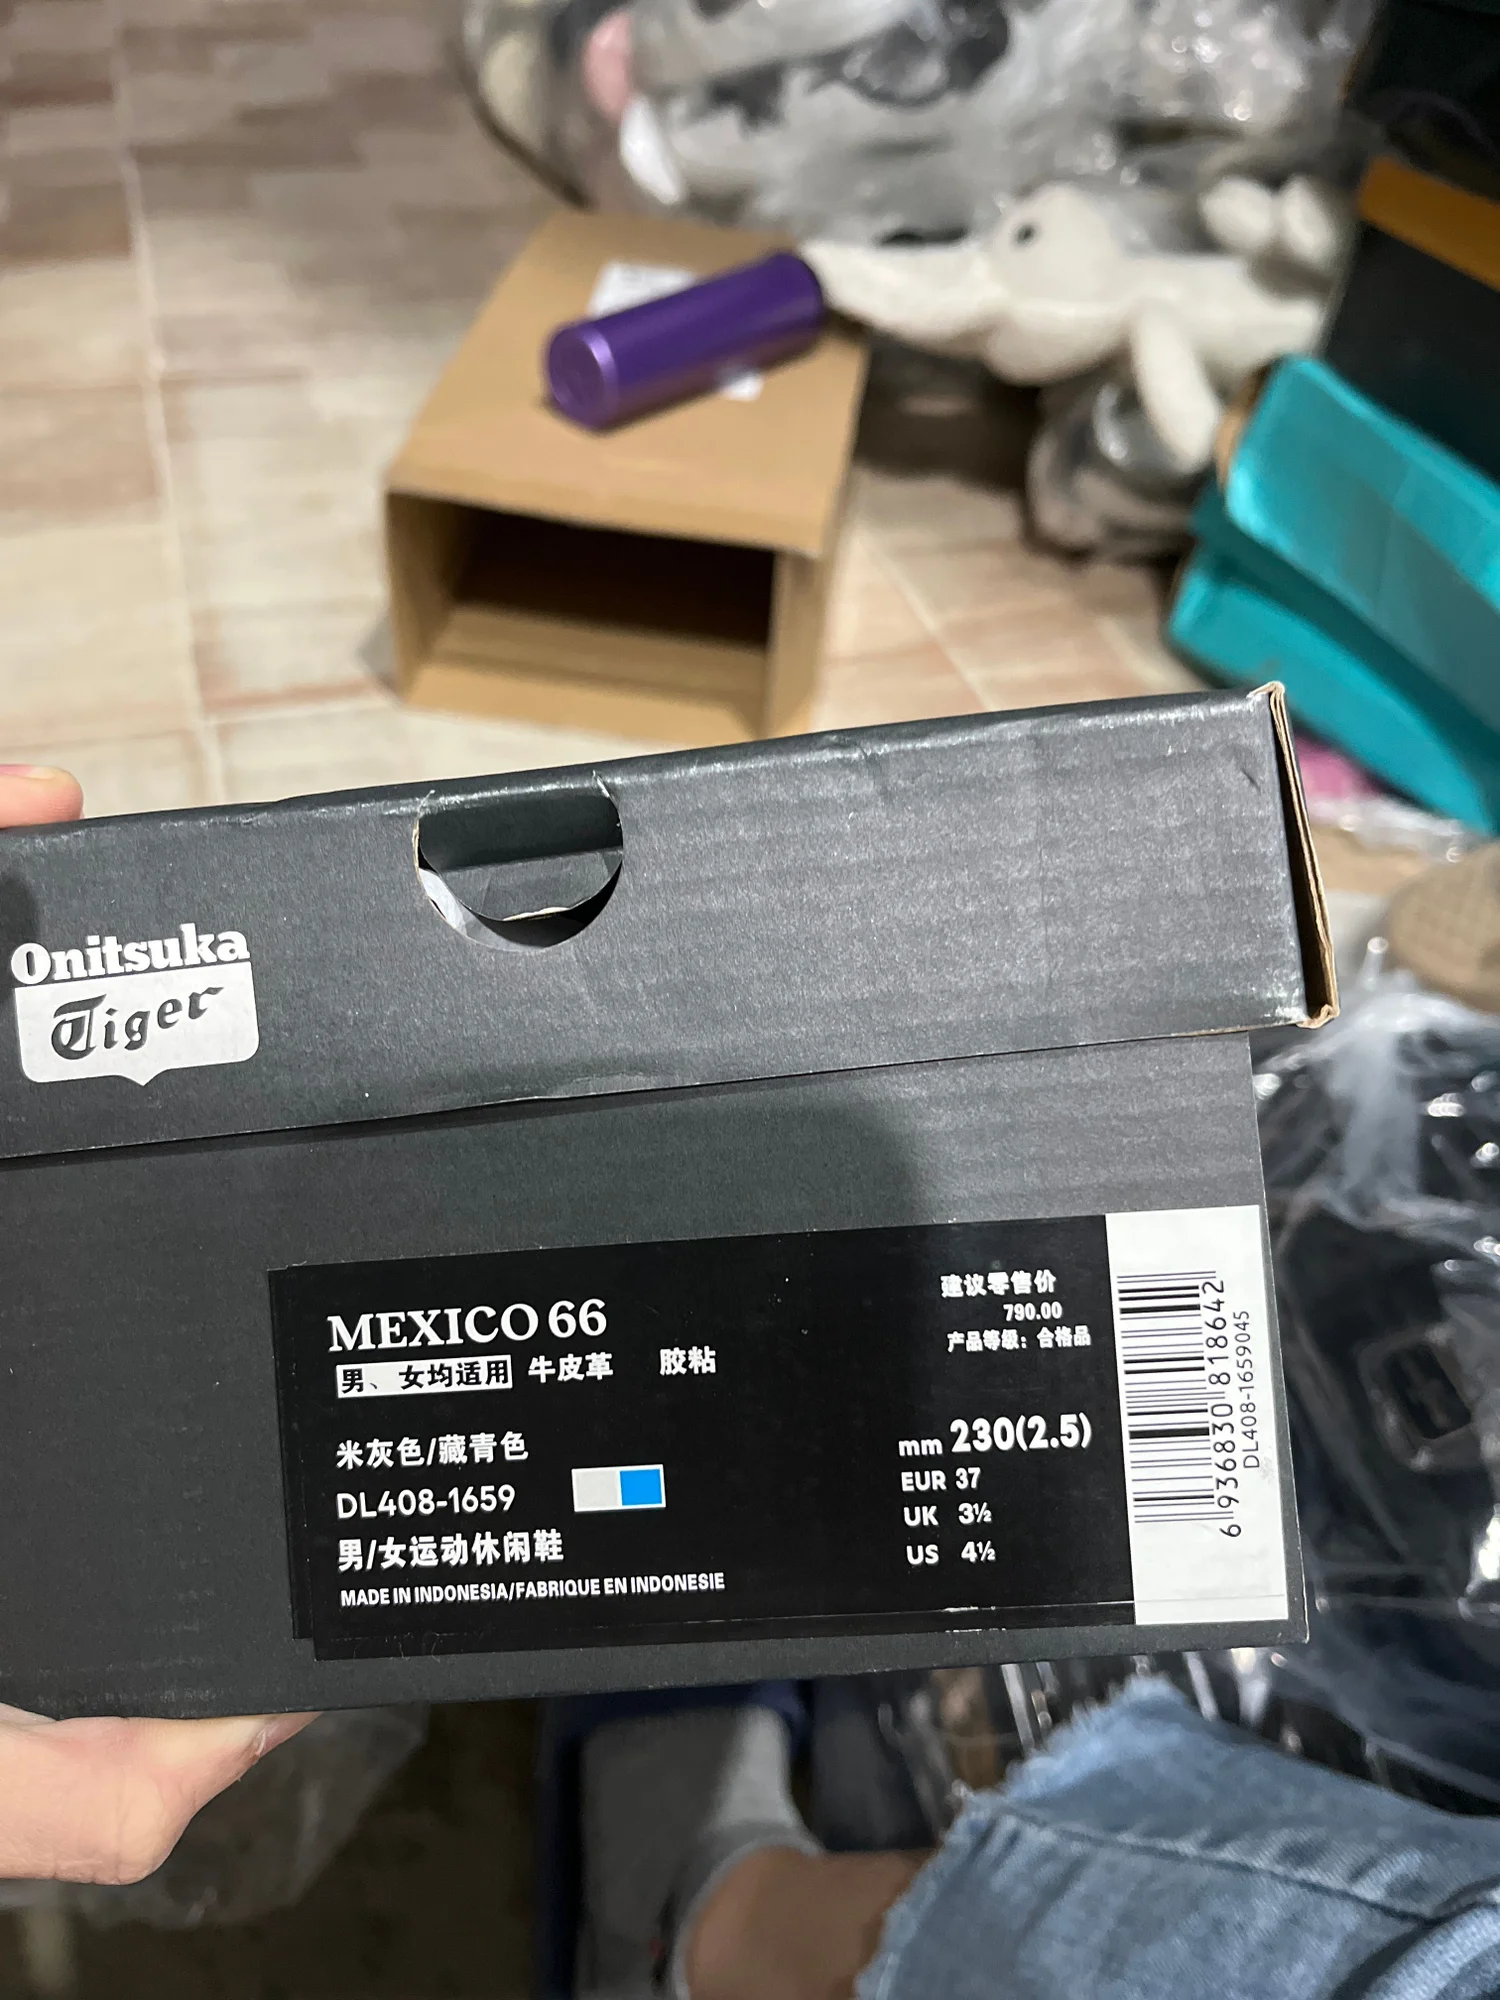 Onitsuka
Tiger
MEXICO 66
男、女均适用 牛皮革 胶粘
米灰色/藏青色
DL408-1659
男/女运动休闲鞋
MADE IN INDONESIA/FABRIQUE EN INDONESIE
建议零售价
790.00
产品等级：合格品
mm 230(2.5)
EUR 37
UK 3½
US 4½
6 936830 818642
DL408-1659045